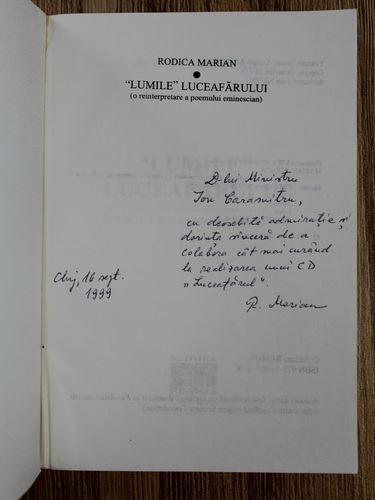 RODICA MARIAN
●
"LUMILE" LUCEAFĂRULUI
(o reinterpretare a poemului eminescian)
D-lui Ministru
Ion Caramitru,
cu deosebită admirație și
dorința sinceră de a
colabora cât mai curând
la realizarea unui CD
"Luceafărul".
Cluj, 16 sept.
1999
R. Marian